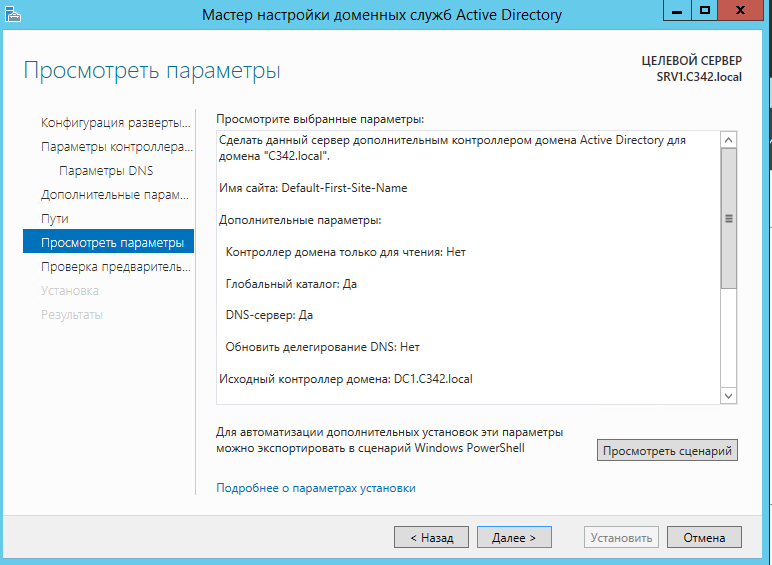 Мастер настройки доменных служб Active Directory
Просмотреть параметры
ЦЕЛЕВОЙ СЕРВЕР
SRV1.C342.local
Конфигурация разверты...
Параметры контроллера...
Параметры DNS
Дополнительные парам...
Пути
Просмотреть параметры
Проверка предваритель...
Установка
Результаты
Просмотрите выбранные параметры:
Сделать данный сервер дополнительным контроллером домена Active Directory для
домена "C342.local".
Имя сайта: Default-First-Site-Name
Дополнительные параметры:
Контроллер домена только для чтения: Нет
Глобальный каталог: Да
DNS-сервер: Да
Обновить делегирование DNS: Нет
Исходный контроллер домена: DC1.C342.local
Для автоматизации дополнительных установок эти параметры
можно экспортировать в сценарий Windows PowerShell
Просмотреть сценарий
Подробнее о параметрах установки
< Назад
Далее >
Установить
Отмена